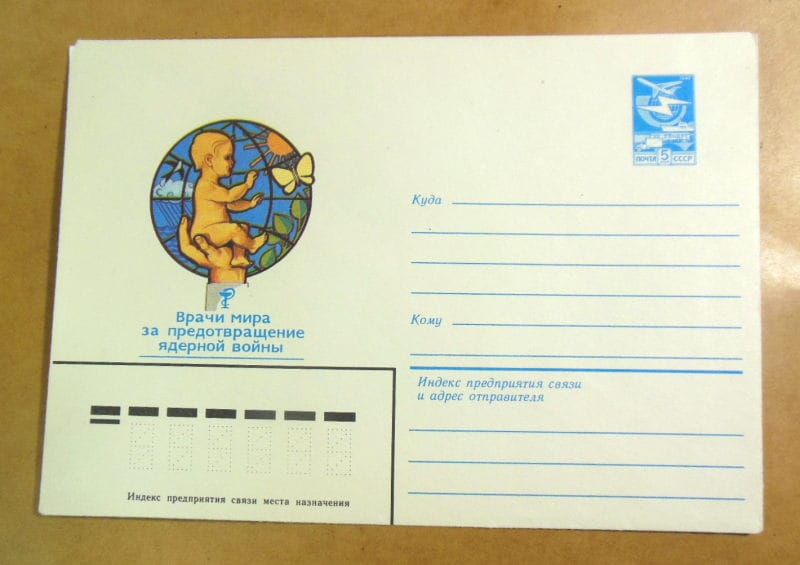 Врачи мира
за предотвращение
ядерной войны
ПОЧТА 5 СССР
Куда
Кому
Индекс предприятия связи
и адрес отправителя
Индекс предприятия связи места назначения